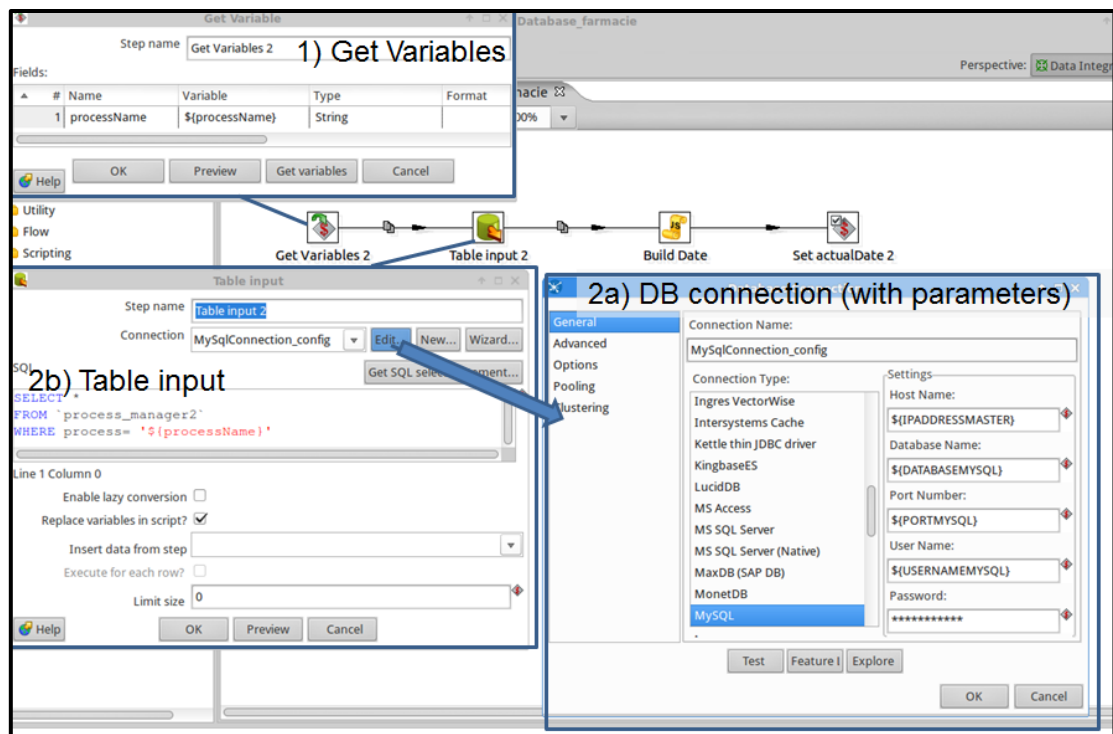 Get Variable
Database_farmacie
Step name Get Variables 2
1) Get Variables
Perspective: Data Integr
Fields:
# Name Variable Type Format
1 processName ${processName} String
OK Preview Get variables Cancel
Help
macie
00%
Utility
Flow
Scripting
Get Variables 2 Table input 2 Build Date Set actualDate 2
JS
Table input
Step name Table input 2
Connection MySqlConnection_config Edit... New... Wizard...
SQL
2b) Table input
SELECT *
FROM `process_manager2`
WHERE process= '${processName}'
Line 1 Column 0
Enable lazy conversion
Replace variables in script?
Insert data from step
Execute for each row?
Limit size 0
Help OK Preview Cancel
2a) DB connection (with parameters)
General
Advanced
Options
Pooling
Connection Name:
MySqlConnection_config
Connection Type:
Ingres VectorWise
Intersystems Cache
Kettle thin JDBC driver
KingbaseES
LucidDB
MS Access
MS SQL Server
MS SQL Server (Native)
MaxDB (SAP DB)
MonetDB
MySQL
Settings
Host Name:
${IPADDRESSMASTER}
Database Name:
${DATABASEMYSQL}
Port Number:
${PORTMYSQL}
User Name:
${USERNAMEMYSQL}
Password:
***********
Test Feature l Explore
OK Cancel